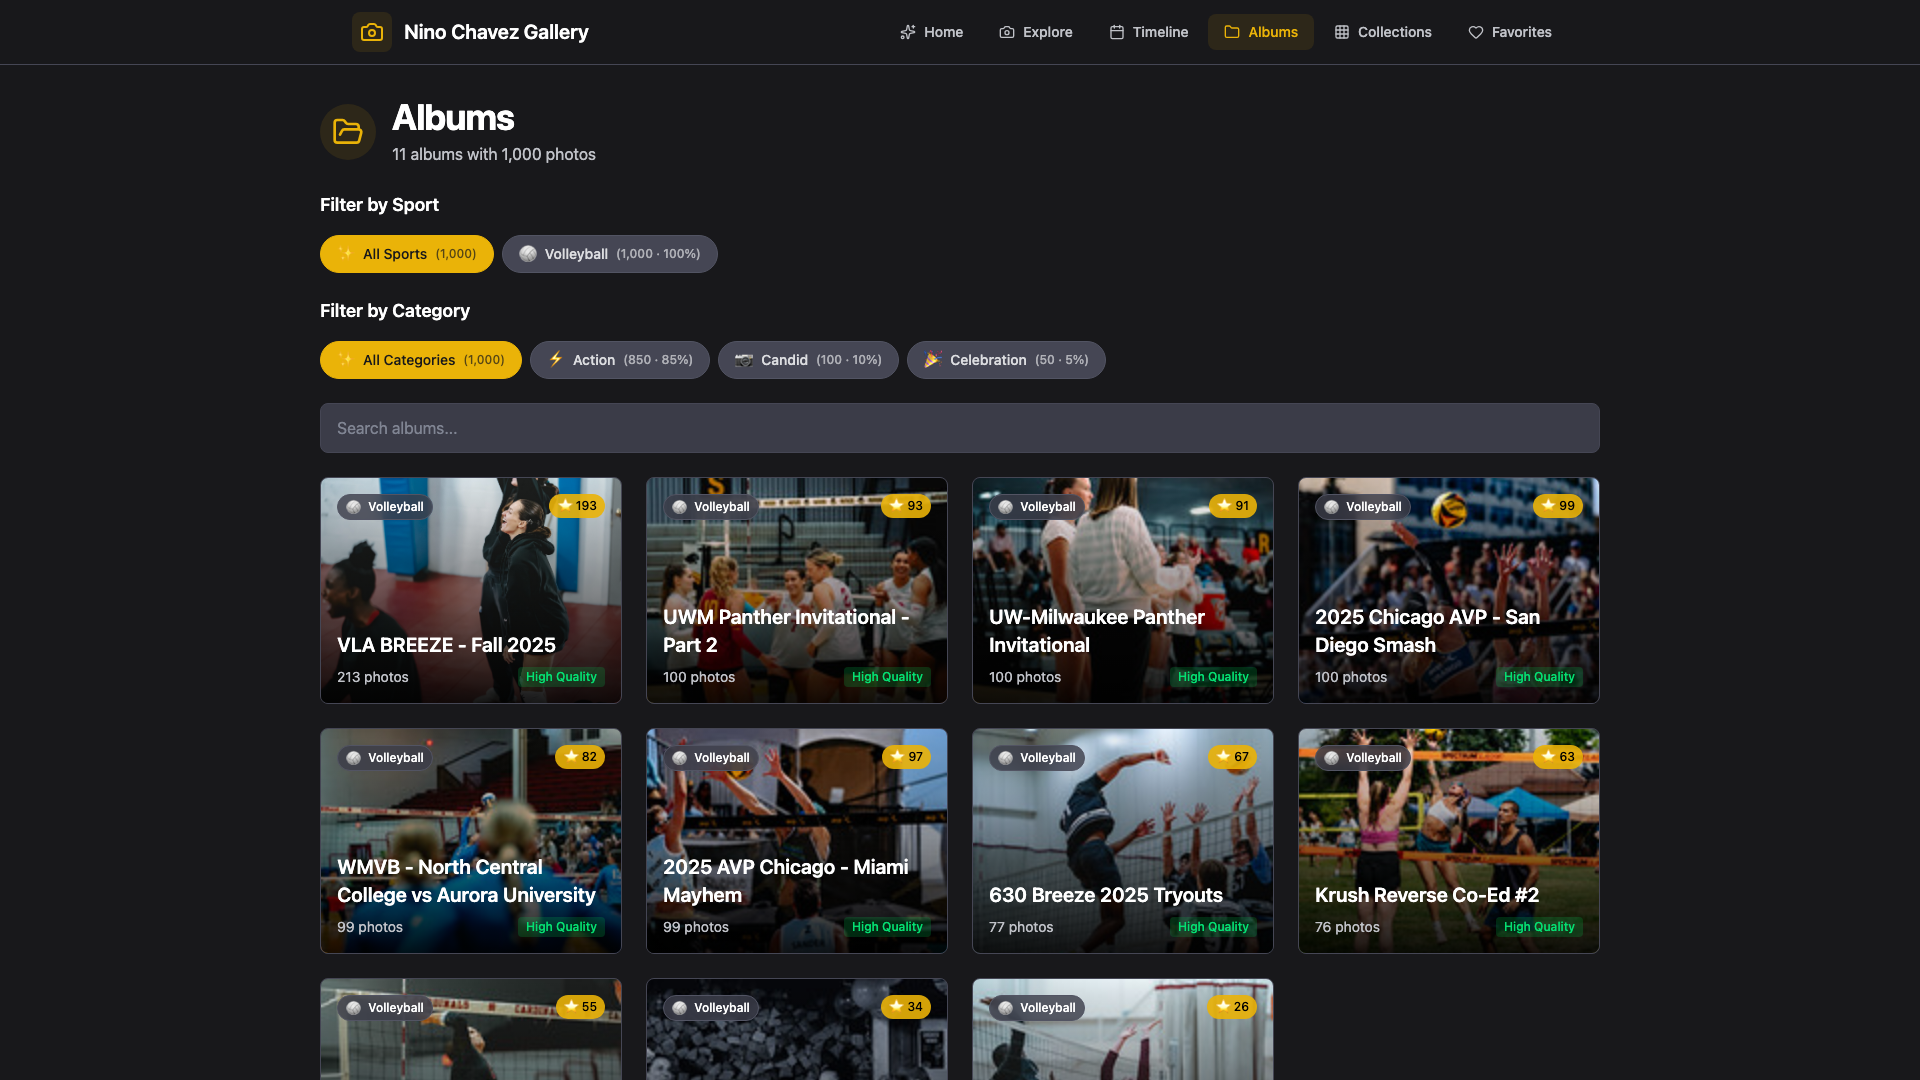 Nino Chavez Gallery
Home
Explore
Timeline
Albums
Collections
Favorites
Albums
11 albums with 1,000 photos
Filter by Sport
All Sports (1,000)
Volleyball (1,000 · 100%)
Filter by Category
All Categories (1,000)
Action (850 · 85%)
Candid (100 · 10%)
Celebration (50 · 5%)
Search albums...
Volleyball
193
VLA BREEZE - Fall 2025
213 photos
High Quality
Volleyball
93
UWM Panther Invitational -
Part 2
100 photos
High Quality
Volleyball
91
UW-Milwaukee Panther
Invitational
100 photos
High Quality
Volleyball
99
2025 Chicago AVP - San
Diego Smash
100 photos
High Quality
Volleyball
82
WMVB - North Central
College vs Aurora University
99 photos
High Quality
Volleyball
97
2025 AVP Chicago - Miami
Mayhem
99 photos
High Quality
Volleyball
67
630 Breeze 2025 Tryouts
77 photos
High Quality
Volleyball
63
Krush Reverse Co-Ed #2
76 photos
High Quality
Volleyball
55
Volleyball
34
Volleyball
26